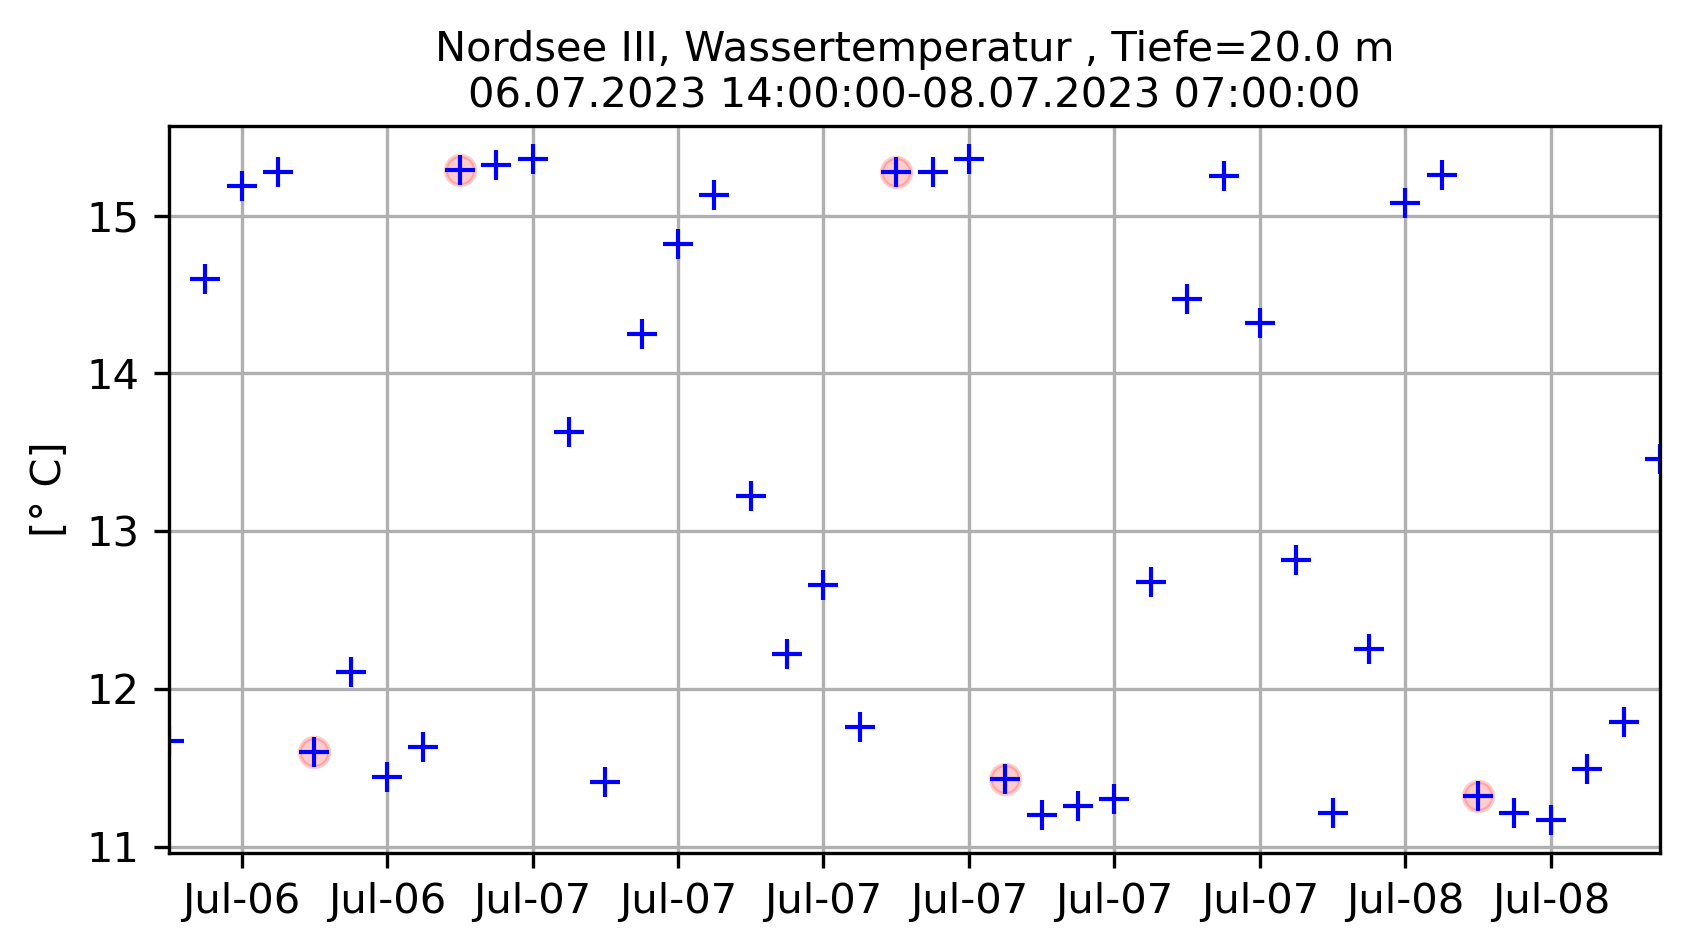 Nordsee III, Wassertemperatur , Tiefe=20.0 m
06.07.2023 14:00:00-08.07.2023 07:00:00
[° C]
15
14
13
12
11
Jul-06 Jul-06 Jul-07 Jul-07 Jul-07 Jul-07 Jul-07 Jul-07 Jul-08 Jul-08